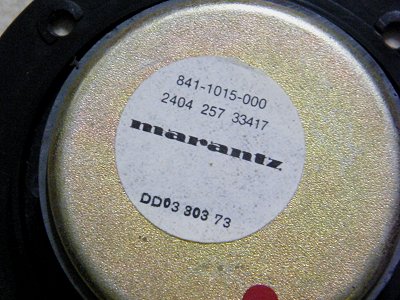 841-1015-000
2404 257 33417
marantz
DD03 303 73